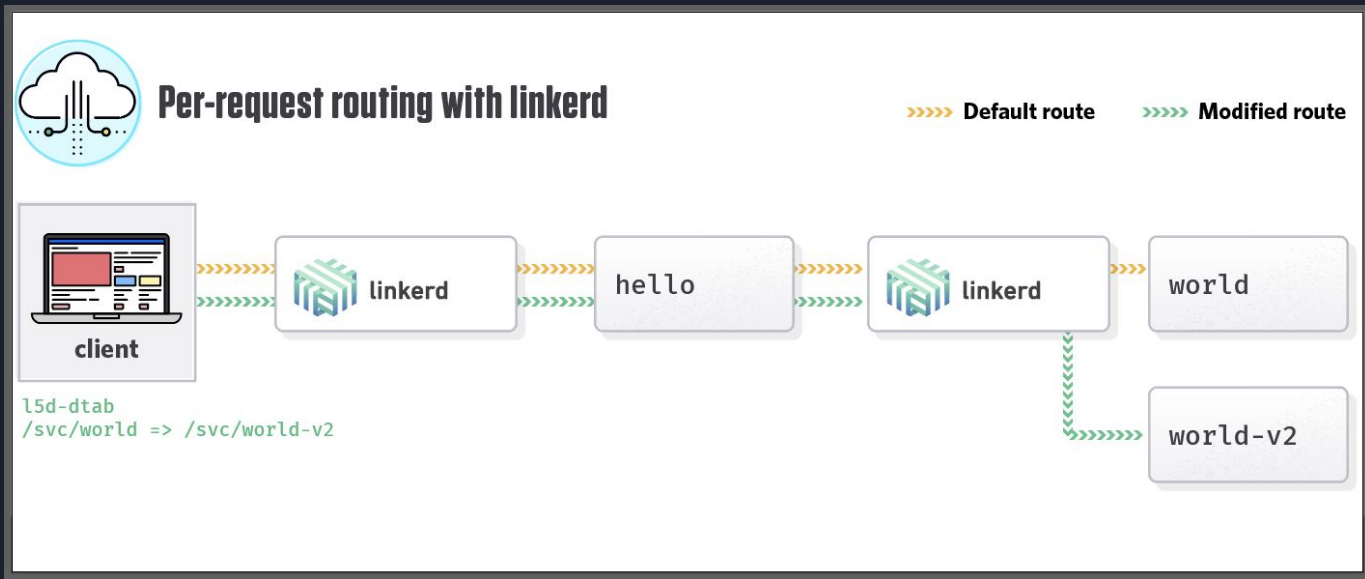 Per-request routing with linkerd
Default route
Modified route
client
linkerd
hello
linkerd
world
l5d-dtab
/svc/world => /svc/world-v2
world-v2